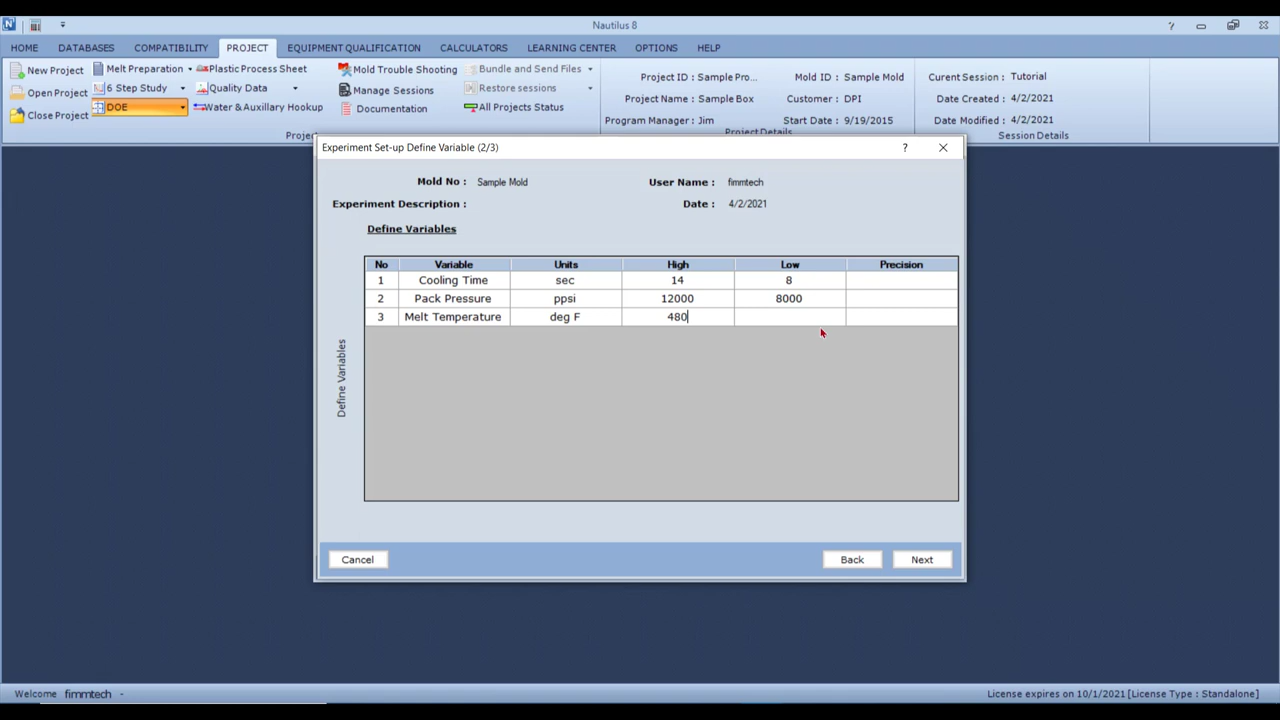 Nautilus 8
HOME DATABASES COMPATIBILITY PROJECT EQUIPMENT QUALIFICATION CALCULATORS LEARNING CENTER OPTIONS HELP
New Project Melt Preparation Plastic Process Sheet Mold Trouble Shooting Bundle and Send Files Project ID : Sample Pro... Mold ID : Sample Mold Curent Session : Tutorial
Open Project 6 Step Study Quality Data Manage Sessions Restore sessions Project Name : Sample Box Customer : DPI Date Created : 4/2/2021
Close Project DOE Water & Auxillary Hookup Documentation All Projects Status Program Manager : Jim Start Date : 9/19/2015 Date Modified : 4/2/2021
Project Details Session Details
Experiment Set-up Define Variable (2/3) ?
Mold No : Sample Mold User Name : fimmtech
Experiment Description : Date : 4/2/2021
Define Variables
No Variable Units High Low Precision
1 Cooling Time sec 14 8
2 Pack Pressure ppsi 12000 8000
3 Melt Temperature deg F 480
Define Variables
Cancel Back Next
Welcome fimmtech - License expires on 10/1/2021 [License Type : Standalone]